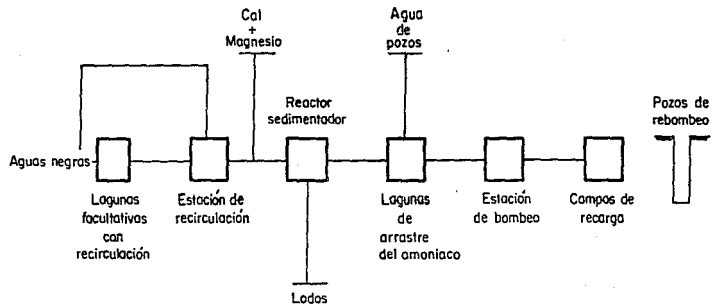 Cal
+
Magnesio
Agua
de
pozos
Reactor
sedimentador
Pozos de
rebombeo
Aguas negras
Lagunas
facultativas
con
recirculación
Estación de
recirculación
Lagunas
de
arrastre
del amoniaco
Estación
de bombeo
Campos de
recarga
Lodos